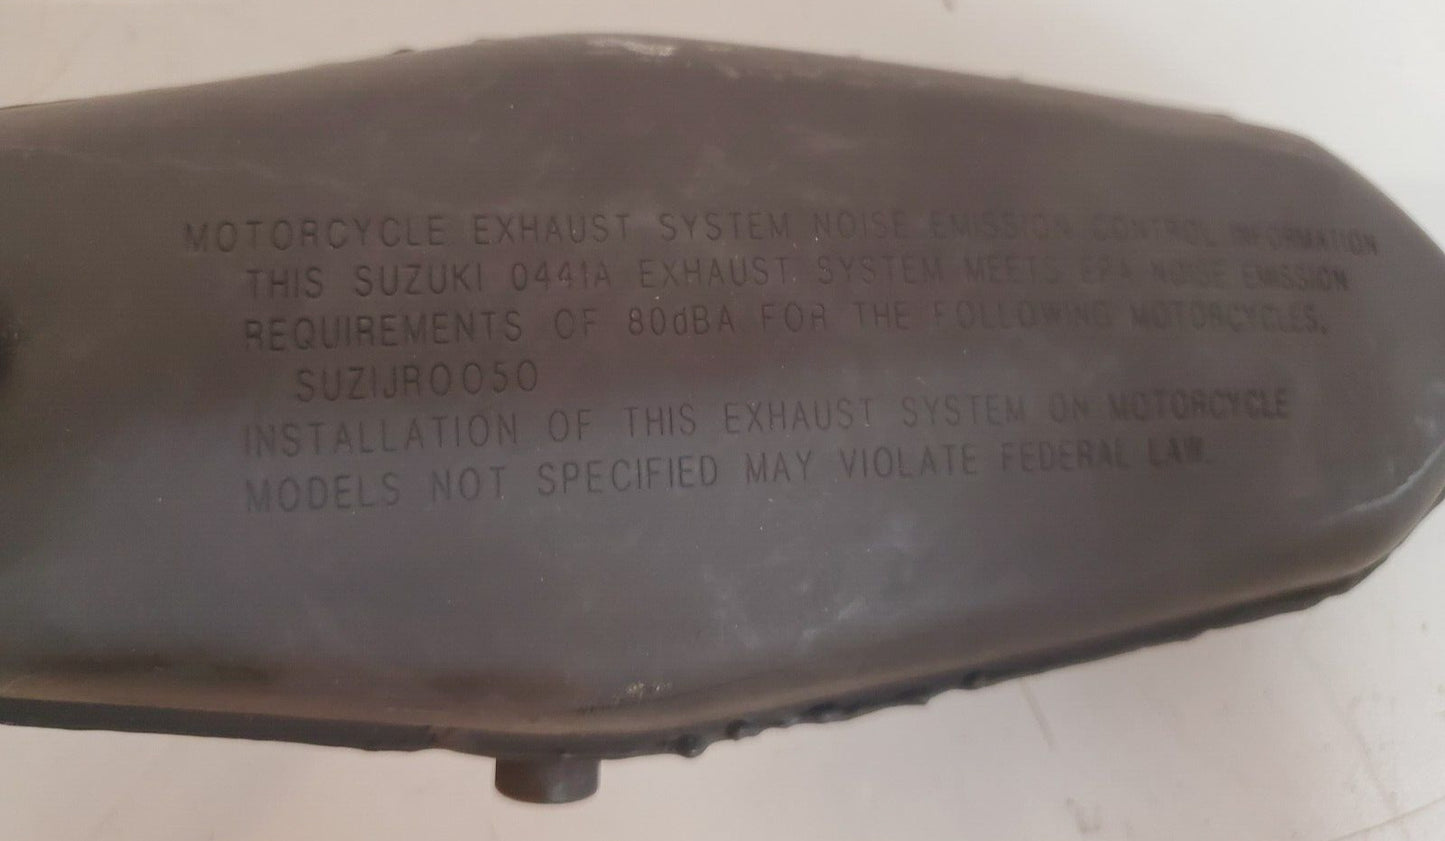 MOTORCYCLE EXHAUST SYSTEM NOISE EMISSION CONTROL INFORMATION
THIS SUZUKI 0441A EXHAUST SYSTEM MEETS EPA NOISE EMISSION
REQUIREMENTS OF 80dBA FOR THE FOLLOWING MOTORCYCLES.
SUZIJR0050
INSTALLATION OF THIS EXHAUST SYSTEM ON MOTORCYCLE
MODELS NOT SPECIFIED MAY VIOLATE FEDERAL LAW.